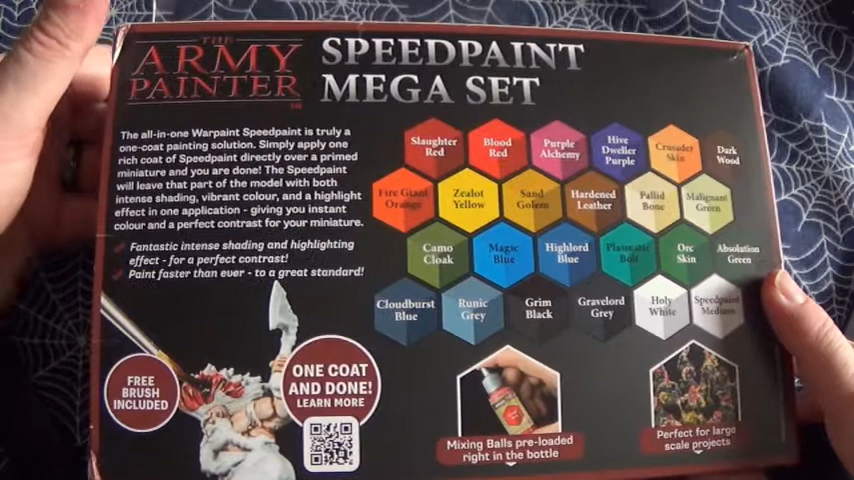 THE
ARMY
PAINTER
SPEEDPAINT
MEGA SET
The all-in-one Warpaint Speedpaint is truly a
one-coat painting solution. Simply apply one
rich coat of Speedpaint directly over a primed
miniature and you are done! The Speedpaint
will leave that part of the model with both
intense shading, vibrant colour, and a highlight
effect in one application - giving you instant
colour and a perfect contrast for your miniature.
Fantastic intense shading and highlighting
effect - for a perfect contrast!
Paint faster than ever - to a great standard!
Slaughter
Red
Blood
Red
Purple
Alchemy
Hive
Dweller
Purple
Crusader
Skin
Dark
Wood
Fire Giant
Orange
Zealot
Yellow
Sand
Golem
Hardened
Leather
Pallid
Bone
Malignant
Green
Camo
Cloak
Magic
Blue
Highlord
Blue
Plasmatic
Bolt
Orc
Skin
Absolution
Green
Cloudburst
Blue
Runic
Grey
Grim
Black
Gravelord
Grey
Holy
White
Speedpaint
Medium
FREE
BRUSH
INCLUDED
ONE COAT
AND DONE!
LEARN MORE
Mixing Balls pre-loaded
right in the bottle
Perfect for large
scale projects